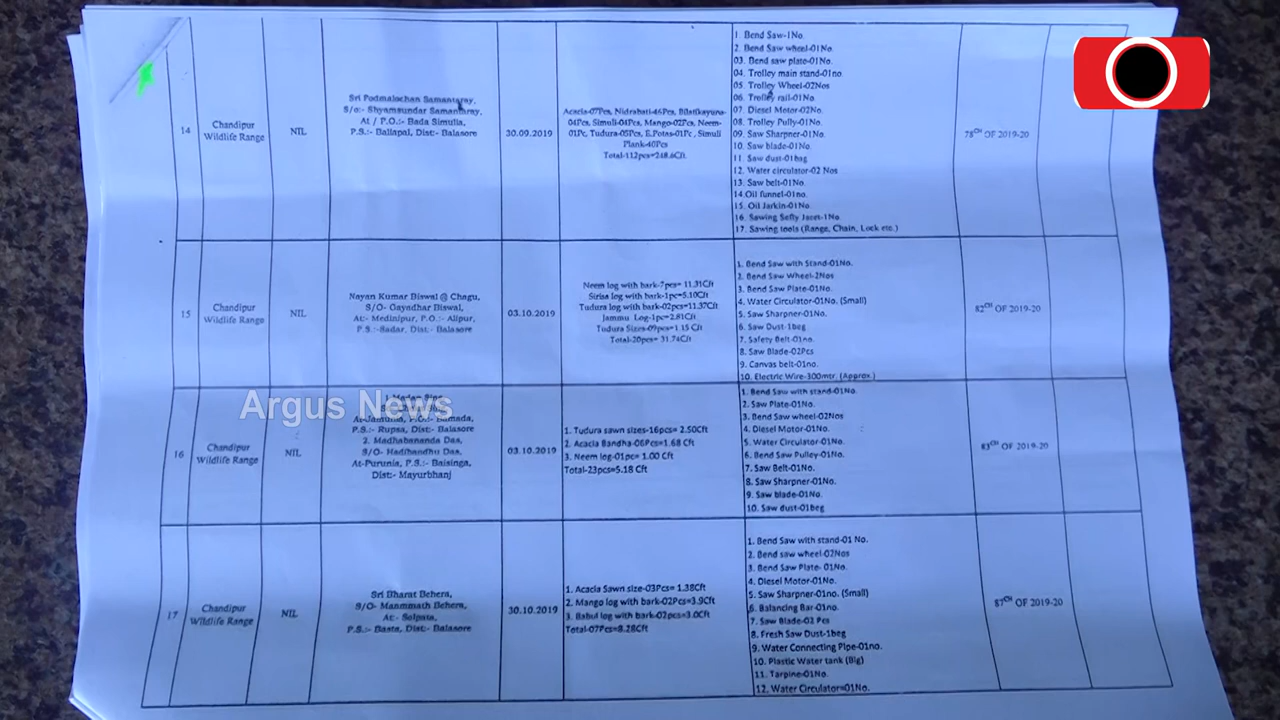 14
Chandipur
Wildlife Range
NIL
Sri Podmalochan Samantaray,
S/o:- Shyamsundar Samantaray,
At / P.O.:- Bada Simulia,
P.S.:- Ballapal, Dist:- Balasore
30.09.2019
Acacia-07Pcs, Nidrabati-46Pcs, Bilatikayuna-
04Pcs, Simuli-04Pcs, Mango-02Pcs, Neem-
01Pc, Tudura-05Pcs, E.Potas-01Pc , Simuli
Plank-40Pcs
Total-112pcs=248.6Cft
1. Bend Saw-1No.
2. Bend Saw wheel-01No.
03. Bend saw plate-01No.
04. Trolley main stand-01no
05. Trolley Wheel-02Nos
06. Trolley rail-01No
07. Diesel Motor-02No.
08. Trolley Pully-01No.
09. Saw Sharpner-01No.
10. Saw blade-01No.
11. Saw dust-01bag
12. Water circulator-02 Nos
13. Saw belt-01No.
14.Oil funnel-01no.
15. Oil Jarkin-01No.
16. Sawing Sefty Jacet-1No.
17. Sawing tools (Range, Chain, Lock etc.)
78CH OF 2019-20
15
Chandipur
Wildlife Range
NIL
Nayan Kumar Biswal @ Chagu,
S/O- Gayndhar Biswal,
At:- Medinipur, P.O.:- Alipur,
P.S.:-Sadar, Dist:- Balasore
03.10.2019
Neem log with bark-7pcs= 11.31Cft
Sirisa log with bark-1pc=5.10Cft
Tudura log with bark-02pcs=11.37Cft
Jammu Log-1pc=2.81Cft
Tudura Sizes-09pcs=1.15 Cft
Total-20pcs= 31.74Cft
1. Bend Saw with Stand-01No.
2. Bend Saw Wheel-2Nos
3. Bend Saw Plate-01No.
4. Water Circulator-01No. (Small)
5. Saw Sharpner-01No.
6. Saw Dust-1beg
7. Safety Belt-01no.
8. Saw Blade-02Pcs
9. Canvas belt-01no.
10. Electric Wire-300mtr. (Approx.)
82CH OF 2019-20
Argus News
16
Chandipur
Wildlife Range
NIL
At-Jamunia, P.O.:- Bamada,
P.S.:- Rupsa, Dist:- Balasore
2. Madhabananda Das,
S/O- Hadibandhu Das,
At-Purunia, P.S.:- Baisinga,
Dist:- Mayurbhanj
03.10.2019
1. Tudura sawn sizes-16pcs= 2.50Cft
2. Acacia Bandha-06Pcs=1.68 Cft
3. Neem log-01pc= 1.00 Cft
Total-23pcs=5.18 Cft
1. Bend Saw with stand-01No.
2. Saw Plate-01No.
3. Bend Saw wheel-02Nos
4. Diesel Motor-01No.
5. Water Circulator-01No.
6. Bend Saw Pulley-01No.
7. Saw Belt-01No.
8. Saw Sharpner-01No.
9. Saw blade-01No.
10. Saw dust-01beg
83CH OF 2019-20
17
Chandipur
Wildlife Range
NIL
Sri Bharat Behera,
S/O- Manmmath Behera,
At:- Salpata,
P.S.:- Basta, Dist:- Balasore
30.10.2019
1. Acacia Sawn size-03Pcs= 1.38Cft
2. Mango log with bark-02Pcs=3.9Cft
3. Babul log with bark-02pcs=3.0Cft
Total-07Pcs=8.28Cft
1. Bend Saw with stand-01 No.
2. Bend saw wheel-02Nos
3. Bend Saw Plate- 01No.
4. Diesel Motor-01No.
5. Saw Sharpner-01no. (Small)
6. Balancing Bar-01no.
7. Saw Blade-02 Pcs
8. Fresh Saw Dust-1beg
9. Water Connecting Pipe-01no.
10. Plastic Water tank (Big)
11. Tarpine-01No.
12. Water Circulator=01No.
87CH OF 2019-20